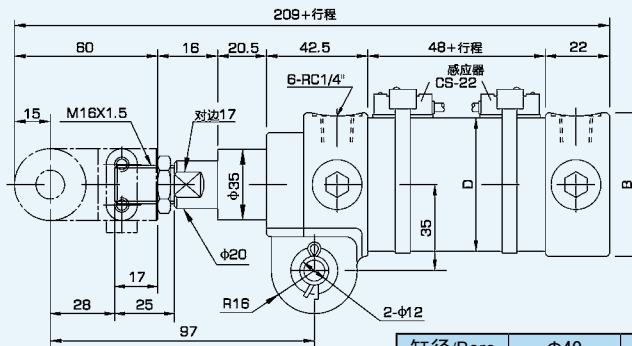 209+行程
60
16
20.5
42.5
48+行程
22
15
M16X1.5
对边17
6-RC1/4"
感应器
CS-22
Φ35
D
B
35
Φ20
17
R16
2-Φ12
28
25
97
缸径/Bore
Φ40